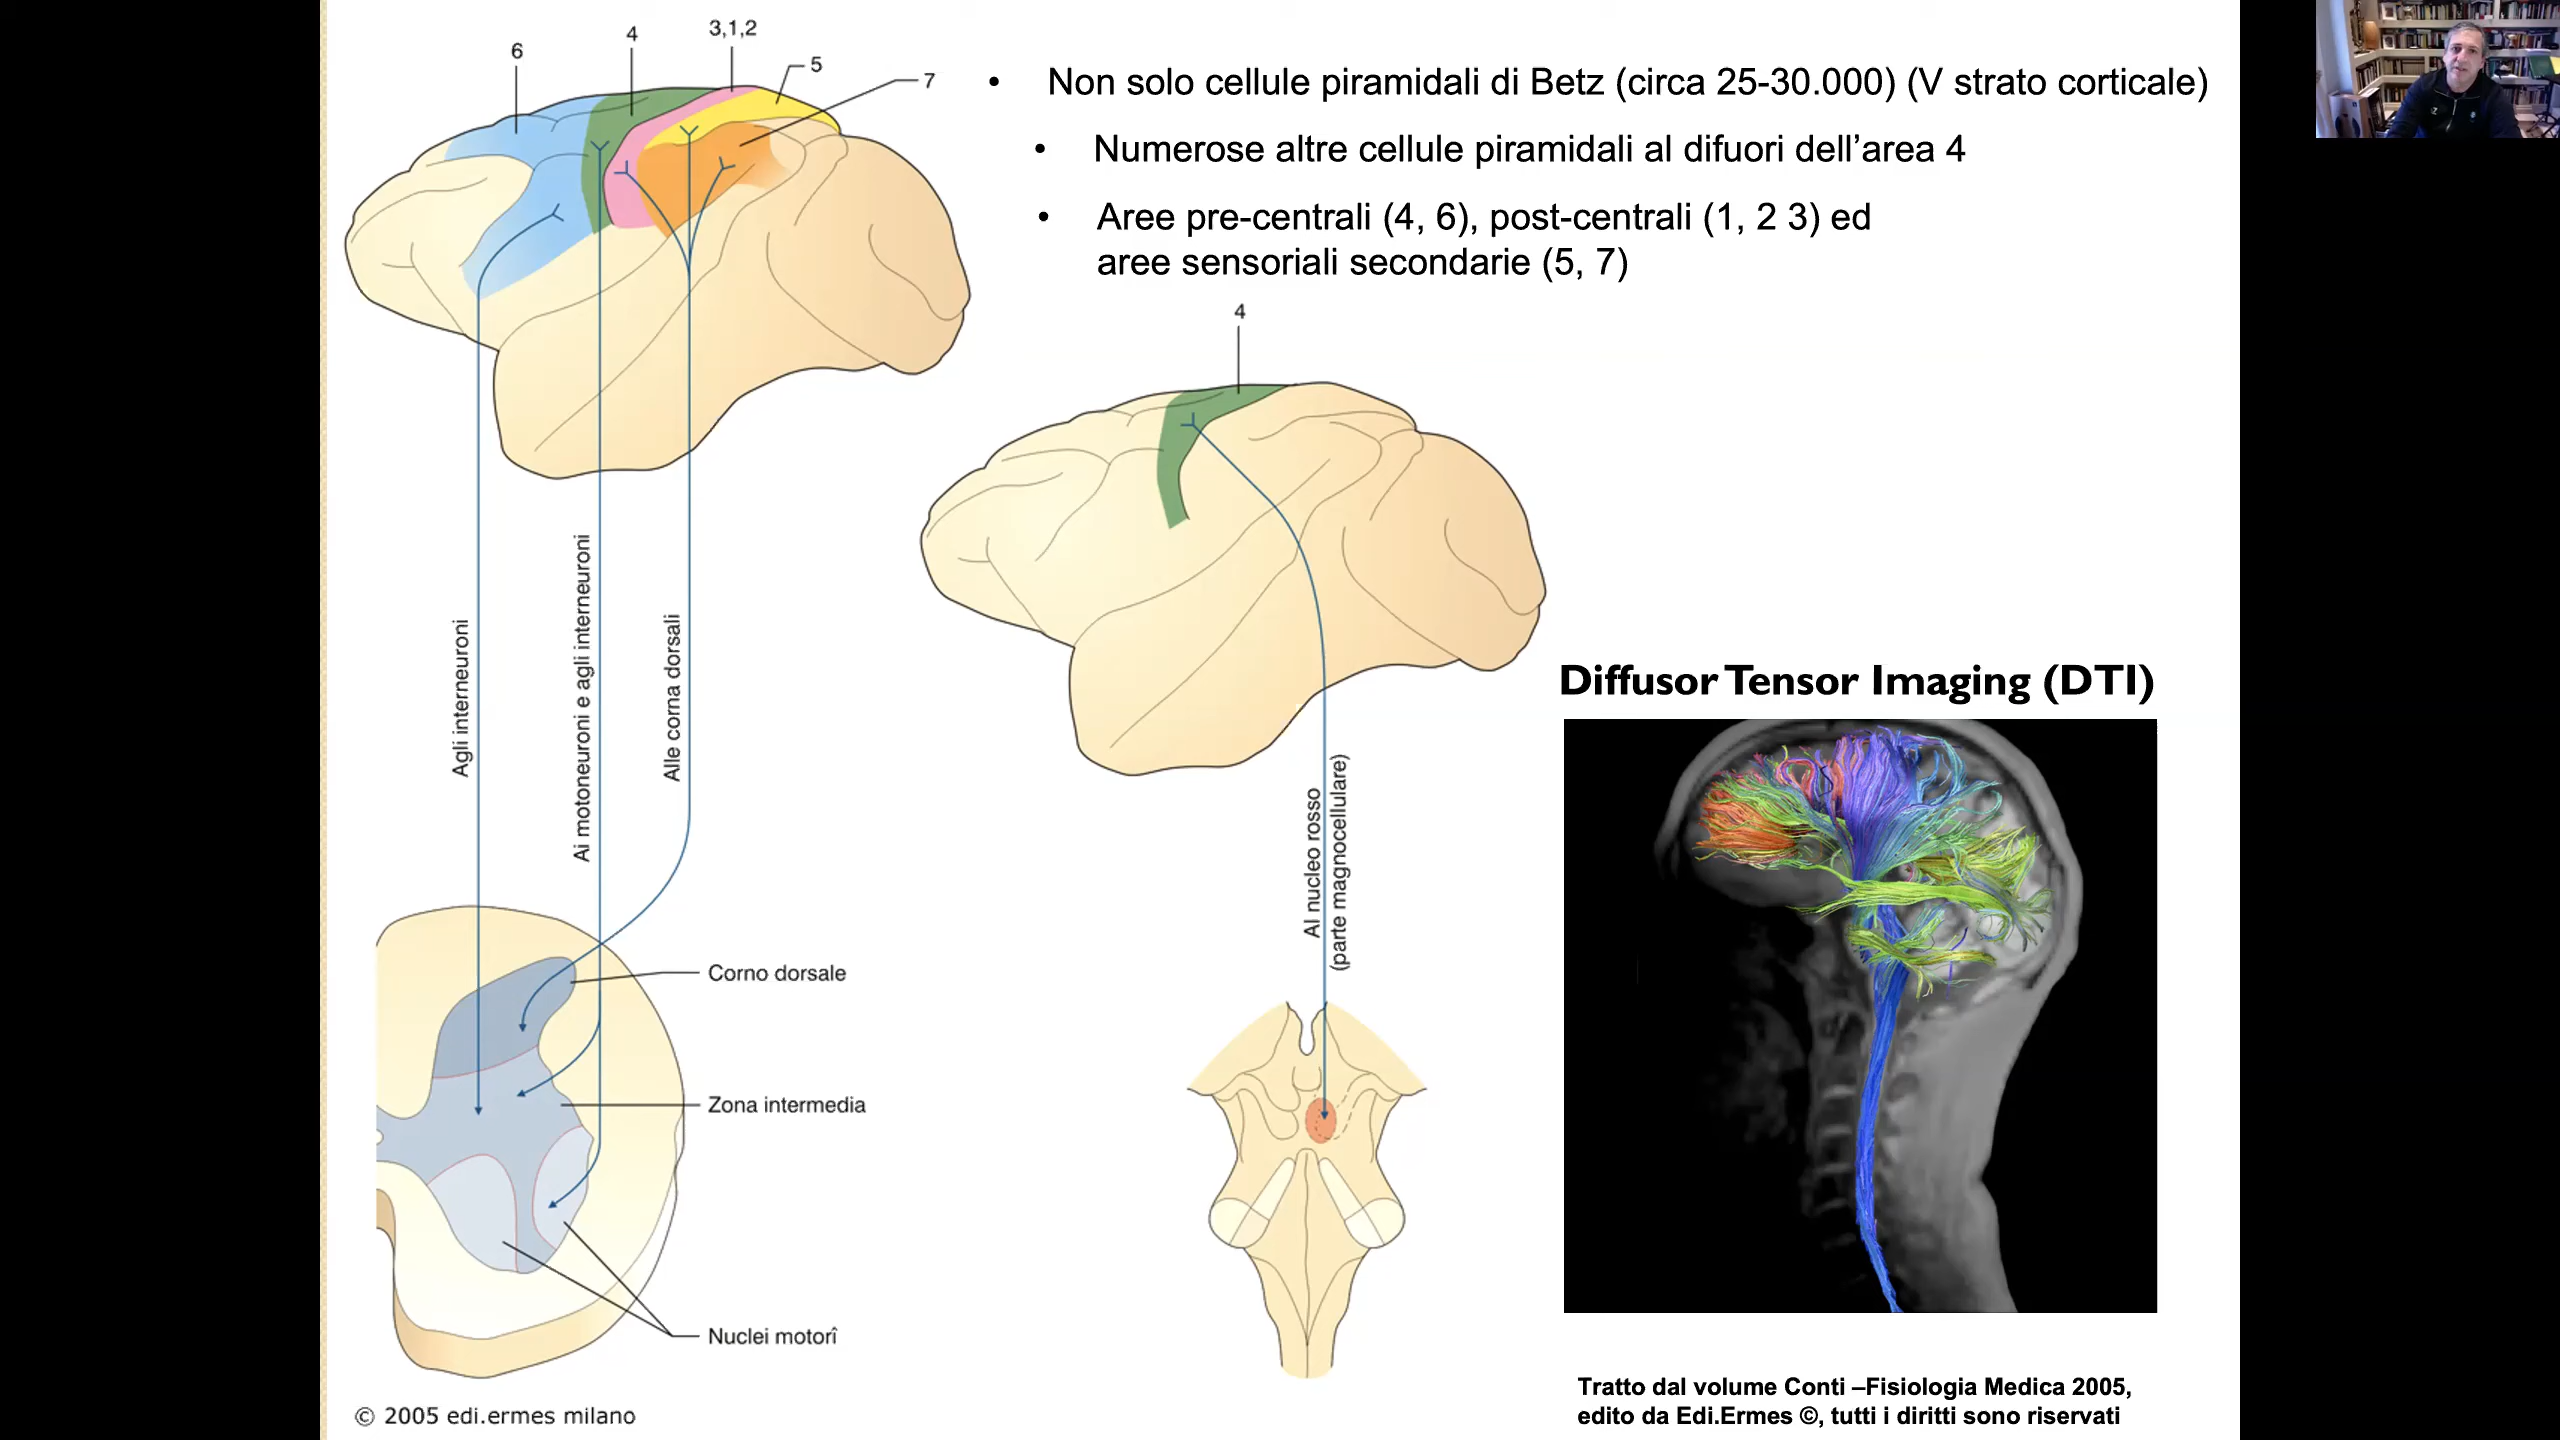 6
4
3,1,2
5
7
• Non solo cellule piramidali di Betz (circa 25-30.000) (V strato corticale)
• Numerose altre cellule piramidali al difuori dell’area 4
• Aree pre-centrali (4, 6), post-centrali (1, 2 3) ed
aree sensoriali secondarie (5, 7)
4
Agli interneuroni
Ai motoneuroni e agli interneuroni
Alle corna dorsali
Al nucleo rosso
(parte magnocellulare)
Diffusor Tensor Imaging (DTI)
Corno dorsale
Zona intermedia
Nuclei motorî
Tratto dal volume Conti –Fisiologia Medica 2005,
edito da Edi.Ermes ©, tutti i diritti sono riservati
© 2005 edi.ermes milano